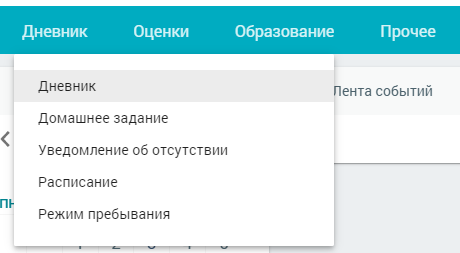 Дневник Оценки Образование Прочее
Дневник
Лента событий
Домашнее задание
Уведомление об отсутствии
Расписание
Режим пребывания